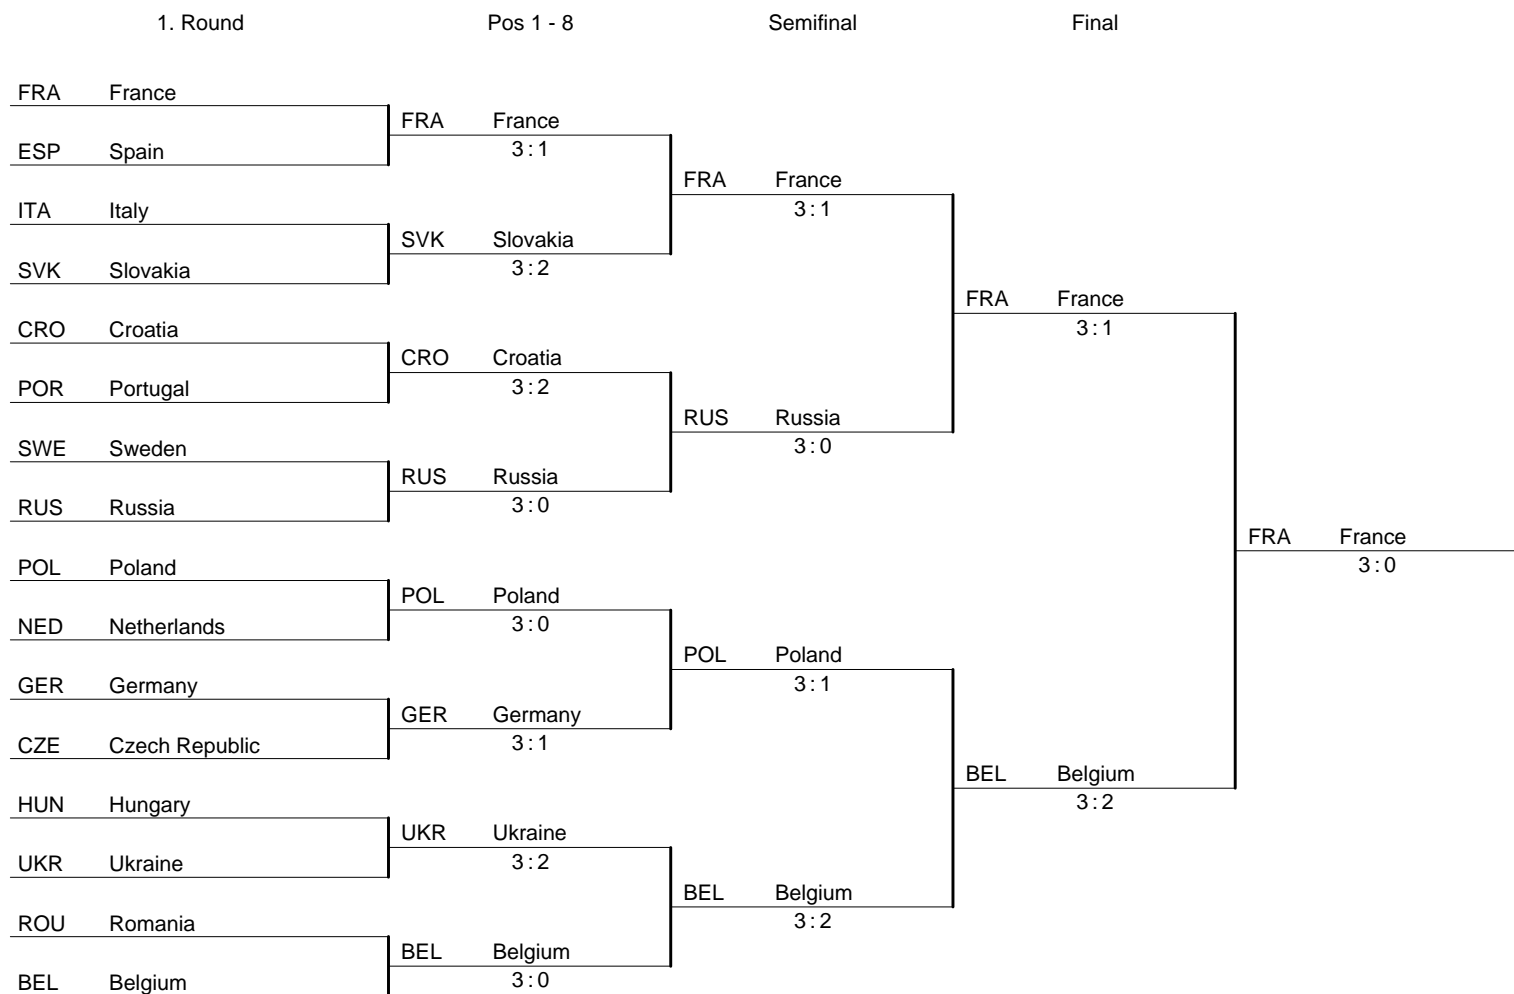 1. Round Pos 1 - 8 Semifinal Final
FRA France
FRA France
3 : 1
ESP Spain
FRA France
3 : 1
ITA Italy
SVK Slovakia
3 : 2
SVK Slovakia
FRA France
3 : 1
CRO Croatia
CRO Croatia
3 : 2
POR Portugal
RUS Russia
3 : 0
SWE Sweden
RUS Russia
3 : 0
RUS Russia
FRA France
3 : 0
POL Poland
POL Poland
3 : 0
NED Netherlands
POL Poland
3 : 1
GER Germany
GER Germany
3 : 1
CZE Czech Republic
BEL Belgium
3 : 2
HUN Hungary
UKR Ukraine
3 : 2
UKR Ukraine
BEL Belgium
3 : 2
ROU Romania
BEL Belgium
3 : 0
BEL Belgium